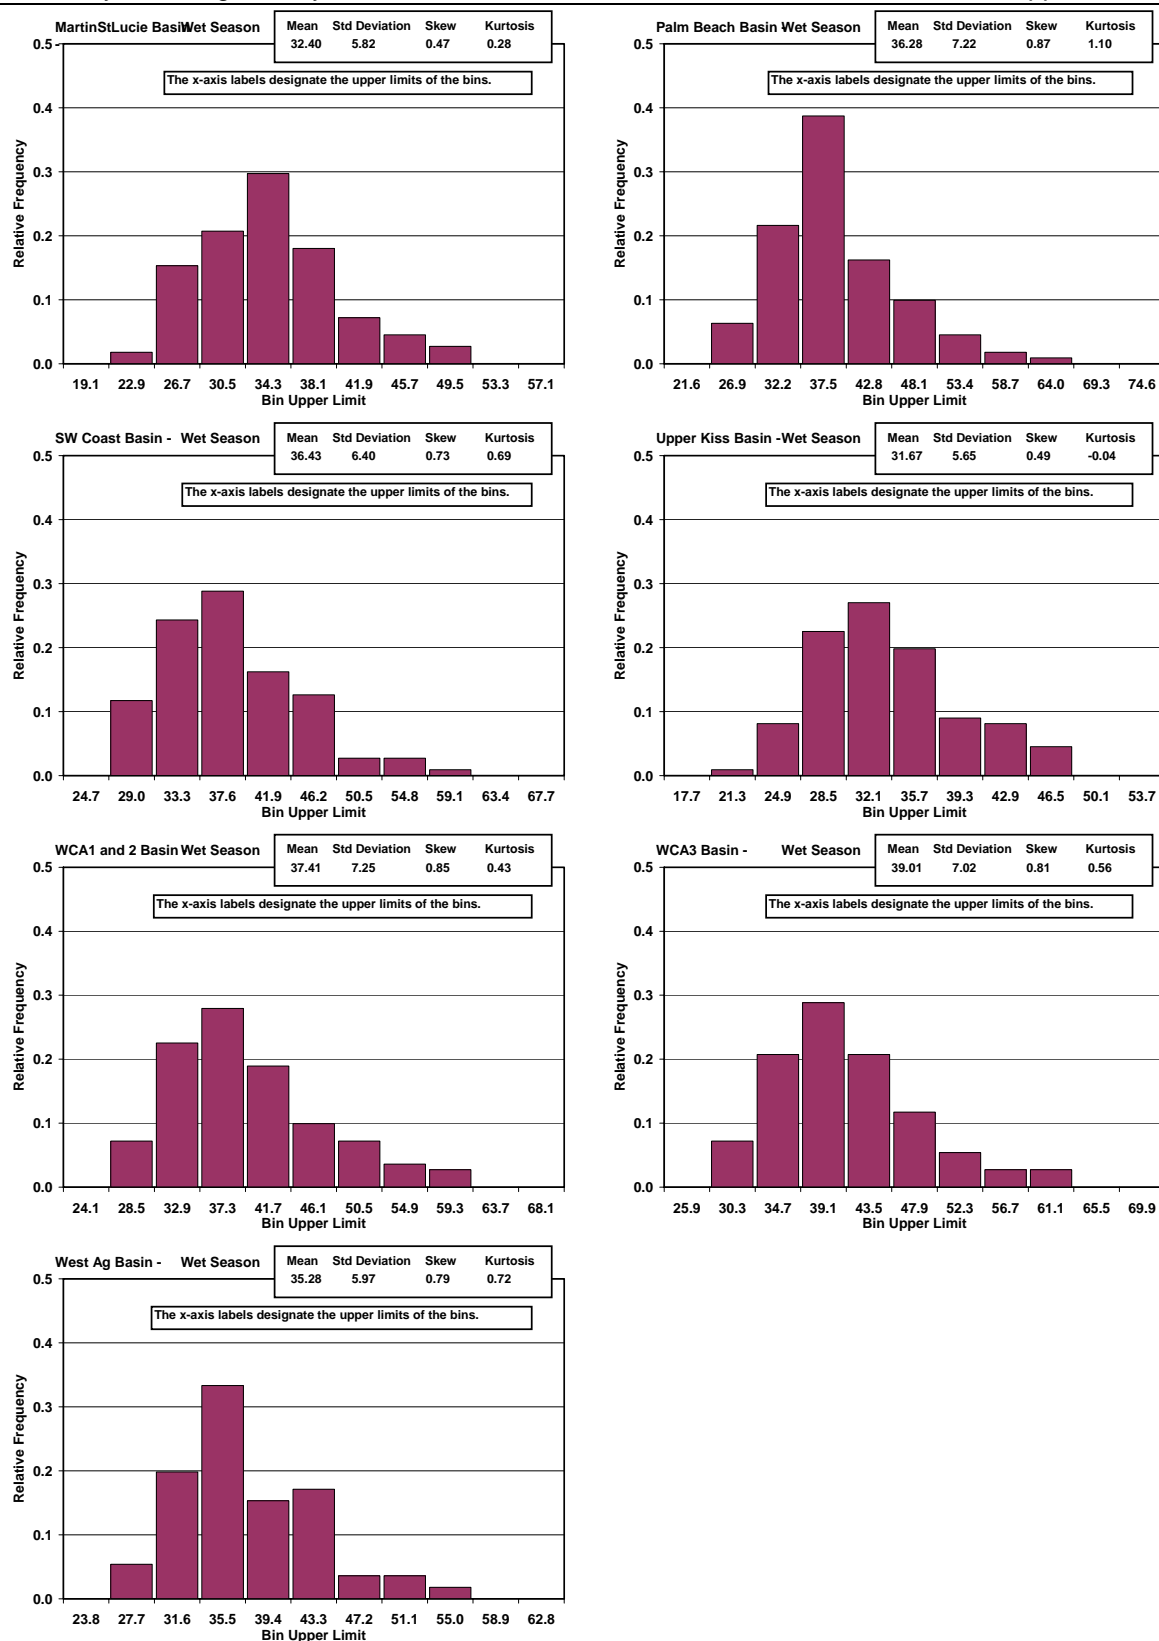 MartinStLucie Basin Wet Season
Mean Std Deviation Skew Kurtosis
32.40 5.82 0.47 0.28
The x-axis labels designate the upper limits of the bins.
0.5
0.4
0.3
0.2
0.1
0.0
Relative Frequency
19.1 22.9 26.7 30.5 34.3 38.1 41.9 45.7 49.5 53.3 57.1
Bin Upper Limit
Palm Beach Basin - Wet Season
Mean Std Deviation Skew Kurtosis
36.28 7.22 0.87 1.10
The x-axis labels designate the upper limits of the bins.
0.5
0.4
0.3
0.2
0.1
0.0
Relative Frequency
21.6 26.9 32.2 37.5 42.8 48.1 53.4 58.7 64.0 69.3 74.6
Bin Upper Limit
SW Coast Basin - Wet Season
Mean Std Deviation Skew Kurtosis
36.43 6.40 0.73 0.69
The x-axis labels designate the upper limits of the bins.
0.5
0.4
0.3
0.2
0.1
0.0
Relative Frequency
24.7 29.0 33.3 37.6 41.9 46.2 50.5 54.8 59.1 63.4 67.7
Bin Upper Limit
Upper Kiss Basin - Wet Season
Mean Std Deviation Skew Kurtosis
31.67 5.65 0.49 -0.04
The x-axis labels designate the upper limits of the bins.
0.5
0.4
0.3
0.2
0.1
0.0
Relative Frequency
17.7 21.3 24.9 28.5 32.1 35.7 39.3 42.9 46.5 50.1 53.7
Bin Upper Limit
WCA1 and 2 Basin Wet Season
Mean Std Deviation Skew Kurtosis
37.41 7.25 0.85 0.43
The x-axis labels designate the upper limits of the bins.
0.5
0.4
0.3
0.2
0.1
0.0
Relative Frequency
24.1 28.5 32.9 37.3 41.7 46.1 50.5 54.9 59.3 63.7 68.1
Bin Upper Limit
WCA3 Basin - Wet Season
Mean Std Deviation Skew Kurtosis
39.01 7.02 0.81 0.56
The x-axis labels designate the upper limits of the bins.
0.5
0.4
0.3
0.2
0.1
0.0
Relative Frequency
25.9 30.3 34.7 39.1 43.5 47.9 52.3 56.7 61.1 65.5 69.9
Bin Upper Limit
West Ag Basin - Wet Season
Mean Std Deviation Skew Kurtosis
35.28 5.97 0.79 0.72
The x-axis labels designate the upper limits of the bins.
0.5
0.4
0.3
0.2
0.1
0.0
Relative Frequency
23.8 27.7 31.6 35.5 39.4 43.3 47.2 51.1 55.0 58.9 62.8
Bin Upper Limit